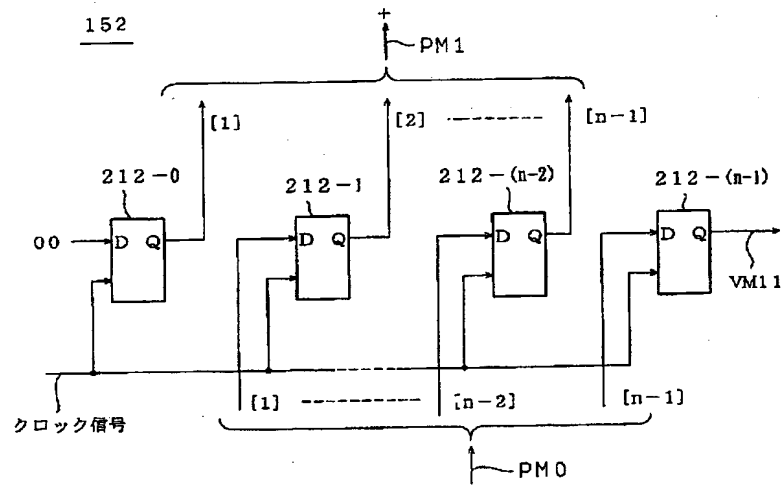 152
+
PM1
[1] [2] [n-1]
212-0 212-1 212-(n-2) 212-(n-1)
00 D Q D Q D Q D Q
VM11
クロック信号
[1] [n-2] [n-1]
PM0